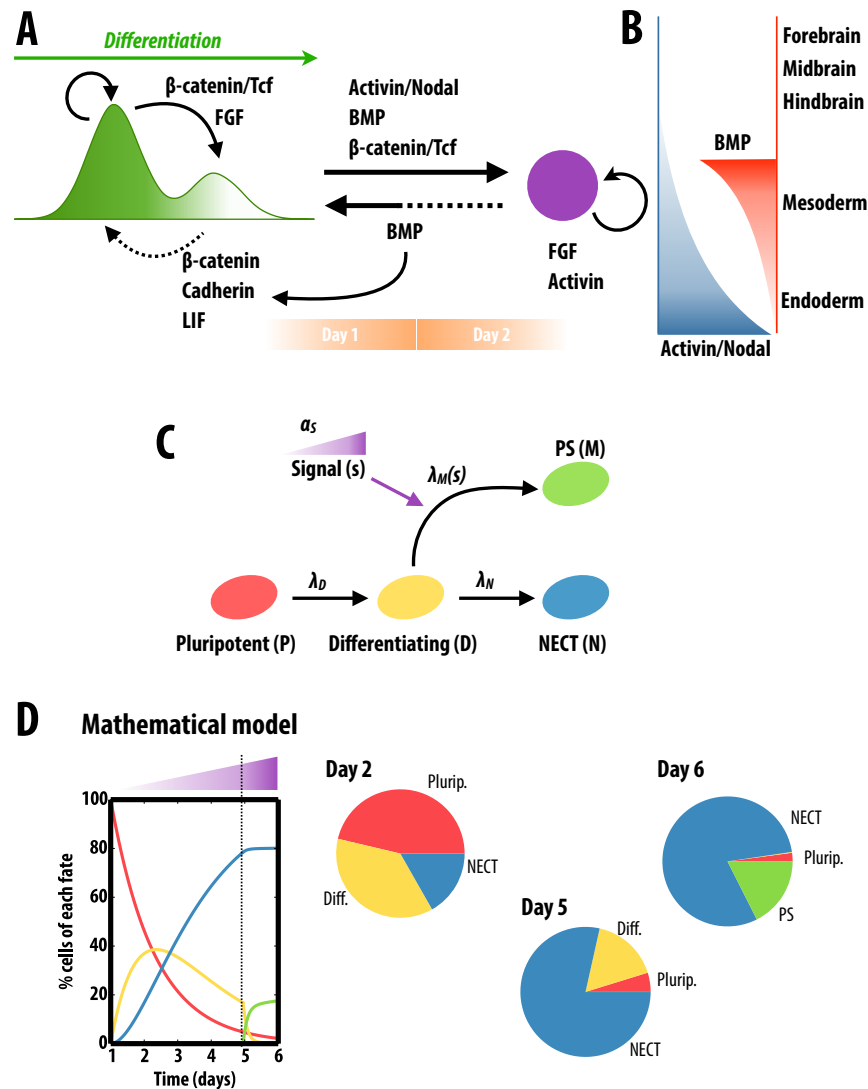 A
Differentiation
β-catenin/Tcf
FGF
Activin/Nodal
BMP
β-catenin/Tcf
BMP
β-catenin
Cadherin
LIF
FGF
Activin
Day 1
Day 2
B
Forebrain
Midbrain
Hindbrain
BMP
Mesoderm
Endoderm
Activin/Nodal
C
αS
Signal (s)
λM(s)
PS (M)
λD
λN
Pluripotent (P)
Differentiating (D)
NECT (N)
D
Mathematical model
% cells of each fate
100
80
60
40
20
0
1 2 3 4 5 6
Time (days)
Day 2
Plurip.
NECT
Diff.
Day 5
Diff.
Plurip.
NECT
Day 6
NECT
Plurip.
PS